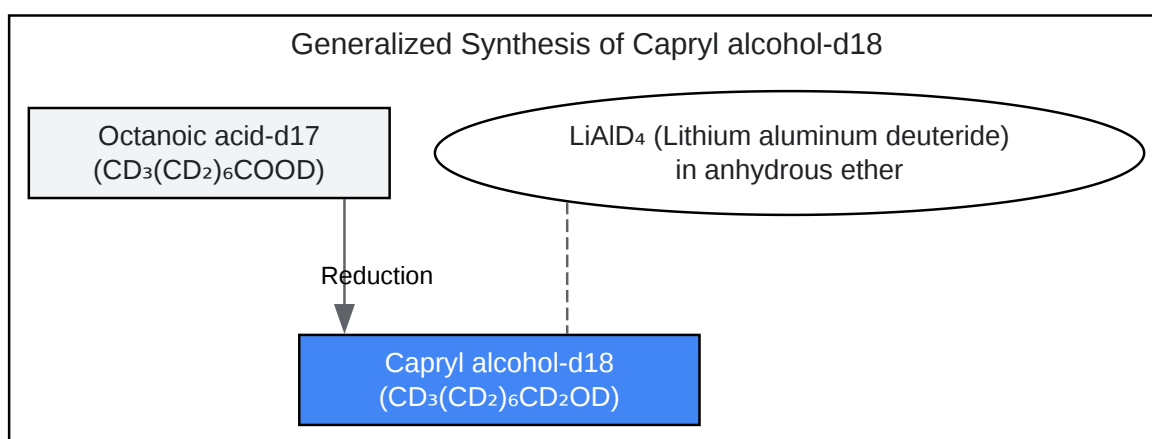 Generalized Synthesis of Capryl alcohol-d18
Octanoic acid-d17
(CD₃(CD₂)₆COOD)
LiAlD₄ (Lithium aluminum deuteride)
in anhydrous ether
Reduction
Capryl alcohol-d18
(CD₃(CD₂)₆CD₂OD)